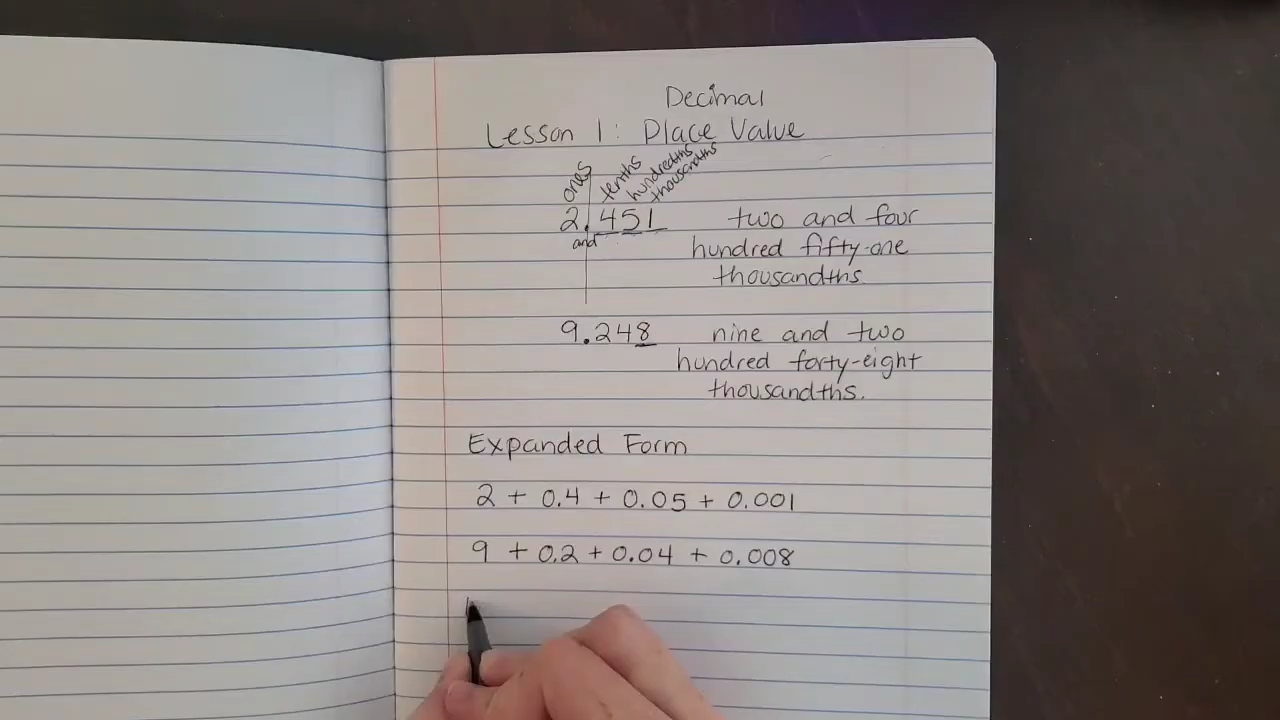 Decimal
Lesson 1: Place Value
ones tenths hundredths thousandths
2.451 two and four
and hundred fifty-one
thousandths.
9.248 nine and two
hundred forty-eight
thousandths.
Expanded Form
2 + 0.4 + 0.05 + 0.001
9 + 0.2 + 0.04 + 0.008